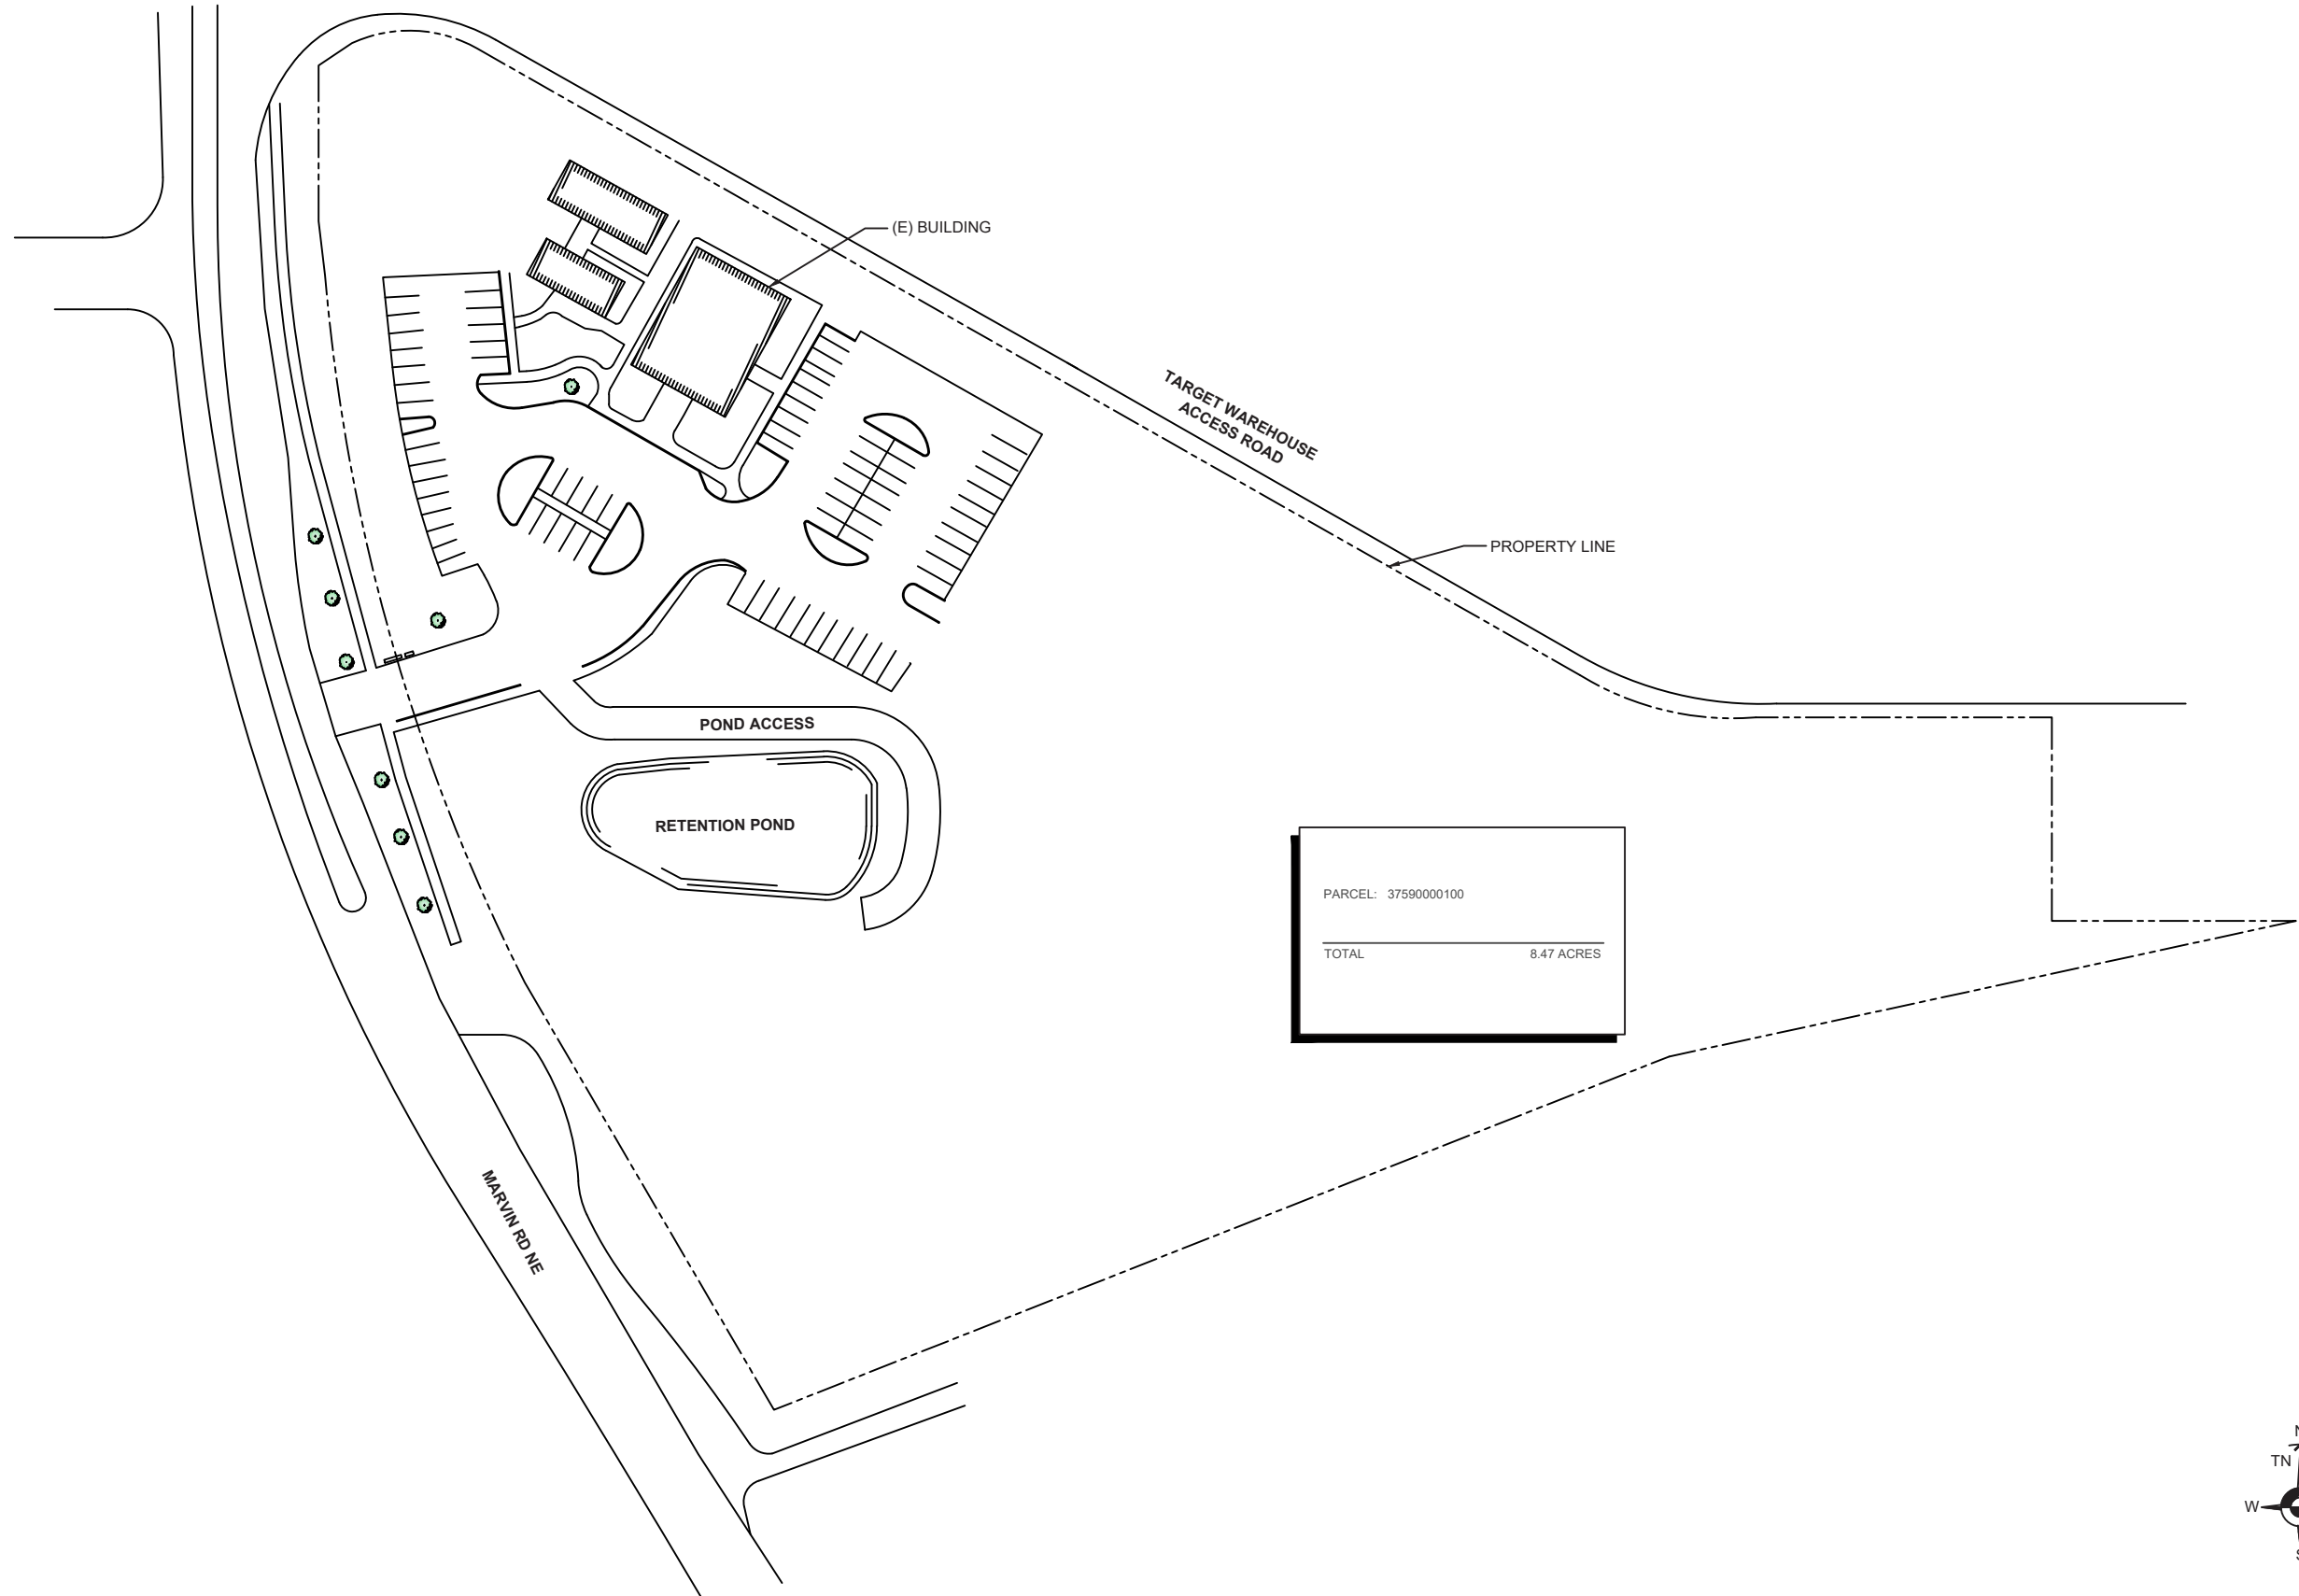 (E) BUILDING
TARGET WAREHOUSE
ACCESS ROAD
PROPERTY LINE
POND ACCESS
RETENTION POND
PARCEL: 37590000100
TOTAL 8.47 ACRES
MARVIN RD NE
TN
W